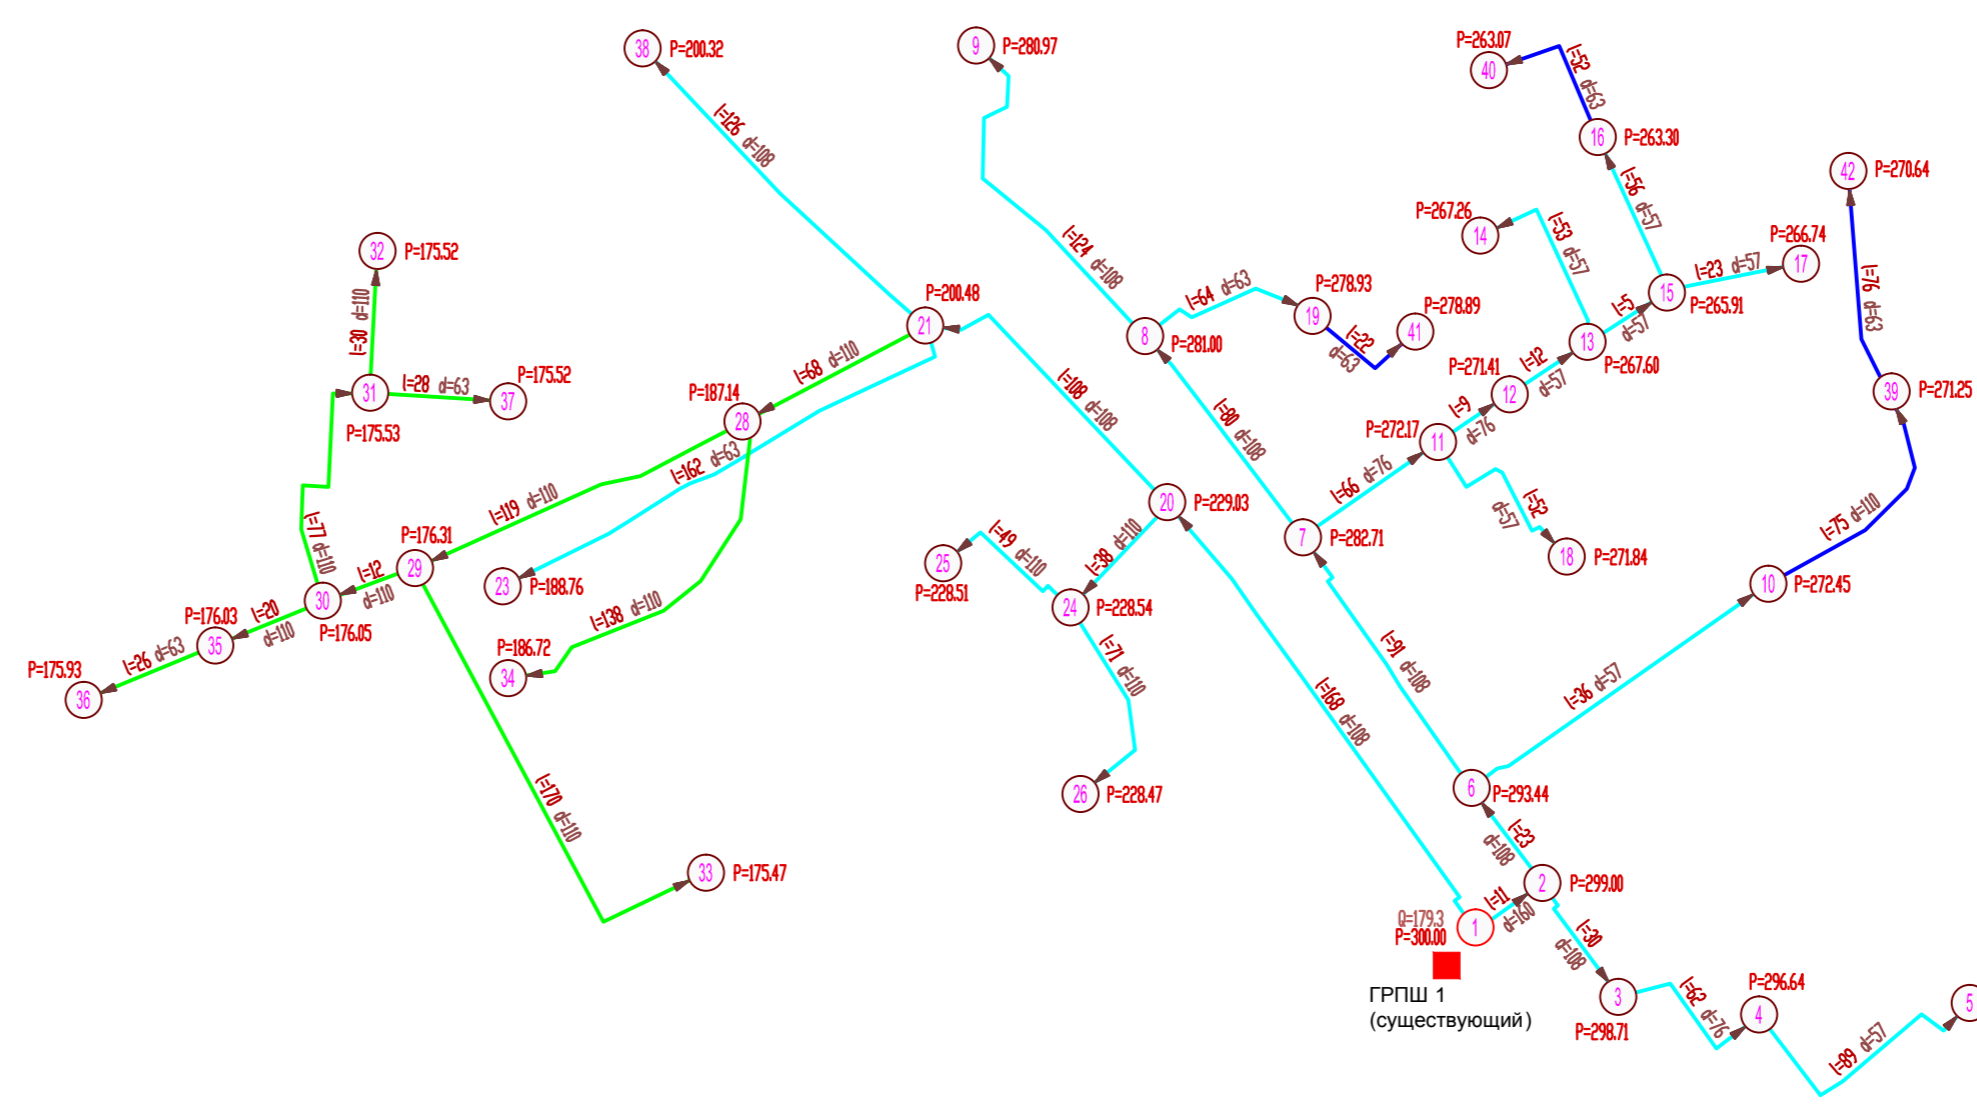 38
P=200.32
9
P=280.97
P=263.07
40
l=52 d=63
16
P=263.30
l=126 d=108
l=56 d=57
42
P=270.64
P=267.26
14
l=53 d=57
P=266.74
17
l=23 d=57
15
P=265.91
32
P=175.52
l=124 d=108
l=64 d=63
P=278.93
19
l=22 d=63
41
P=278.89
l=76 d=63
l=30 d=110
P=200.48
21
8
P=281.00
l=5 d=57
13
P=267.60
l=12 d=57
P=271.41
12
39
P=271.25
31
P=175.53
l=28 d=63
P=175.52
37
l=68 d=110
P=187.14
28
l=108 d=108
l=80 d=108
l=9 d=76
P=272.17
11
l=66 d=76
l=162 d=63
l=119 d=110
20
P=229.03
l=52 d=57
18
P=271.84
7
P=282.71
l=75 d=110
10
P=272.45
l=77 d=110
P=176.31
29
l=12 d=110
30
P=176.05
23
P=188.76
25
P=228.51
l=49 d=110
l=38 d=110
24
P=228.54
P=176.03
35
l=20 d=110
l=26 d=63
P=175.93
36
l=138 d=110
P=186.72
34
l=71 d=110
l=91 d=108
l=36 d=57
l=168 d=108
26
P=228.47
6
P=293.44
l=170 d=110
33
P=175.47
l=23 d=108
2
P=299.00
l=11 d=160
Q=179.3
P=300.00
1
ГРПШ 1
(существующий)
l=30 d=108
3
P=298.71
l=62 d=76
P=296.64
4
l=89 d=57
5